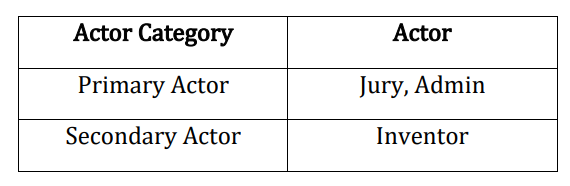 Actor Category Actor
Primary Actor Jury, Admin
Secondary Actor Inventor